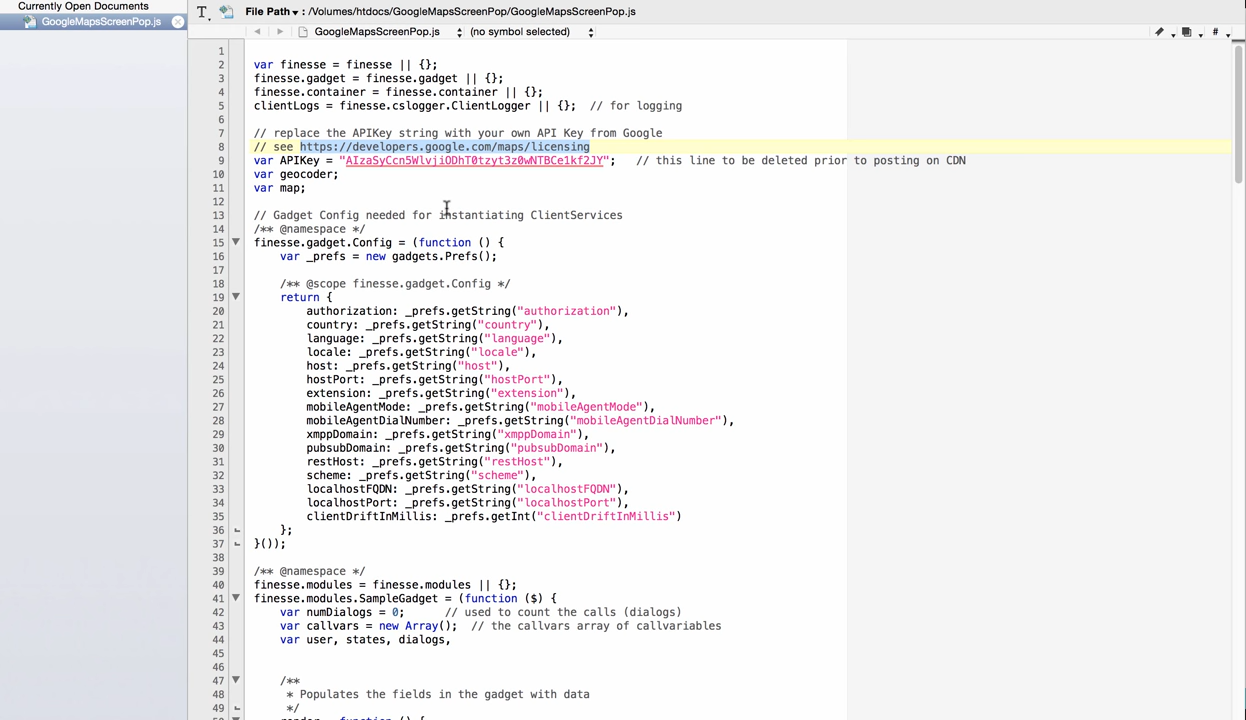 Currently Open Documents
GoogleMapsScreenPop.js
File Path ▾ : /Volumes/htdocs/GoogleMapsScreenPop/GoogleMapsScreenPop.js
GoogleMapsScreenPop.js (no symbol selected) #
1
2 var finesse = finesse || {};
3 finesse.gadget = finesse.gadget || {};
4 finesse.container = finesse.container || {};
5 clientLogs = finesse.cslogger.ClientLogger || {};  // for logging
6
7 // replace the APIKey string with your own API Key from Google
8 // see https://developers.google.com/maps/licensing
9 var APIKey = "AIzaSyCcn5WlvjiODhT0tzyt3z0wNTBCe1kf2JY";   // this line to be deleted prior to posting on CDN
10 var geocoder;
11 var map;
12
13 // Gadget Config needed for instantiating ClientServices
14 /** @namespace */
15 finesse.gadget.Config = (function () {
16     var _prefs = new gadgets.Prefs();
17
18     /** @scope finesse.gadget.Config */
19     return {
20         authorization: _prefs.getString("authorization"),
21         country: _prefs.getString("country"),
22         language: _prefs.getString("language"),
23         locale: _prefs.getString("locale"),
24         host: _prefs.getString("host"),
25         hostPort: _prefs.getString("hostPort"),
26         extension: _prefs.getString("extension"),
27         mobileAgentMode: _prefs.getString("mobileAgentMode"),
28         mobileAgentDialNumber: _prefs.getString("mobileAgentDialNumber"),
29         xmppDomain: _prefs.getString("xmppDomain"),
30         pubsubDomain: _prefs.getString("pubsubDomain"),
31         restHost: _prefs.getString("restHost"),
32         scheme: _prefs.getString("scheme"),
33         localhostFQDN: _prefs.getString("localhostFQDN"),
34         localhostPort: _prefs.getString("localhostPort"),
35         clientDriftInMillis: _prefs.getInt("clientDriftInMillis")
36     };
37 }());
38
39 /** @namespace */
40 finesse.modules = finesse.modules || {};
41 finesse.modules.SampleGadget = (function ($) {
42     var numDialogs = 0;      // used to count the calls (dialogs)
43     var callvars = new Array();  // the callvars array of callvariables
44     var user, states, dialogs,
45
46
47     /**
48      * Populates the fields in the gadget with data
49      */